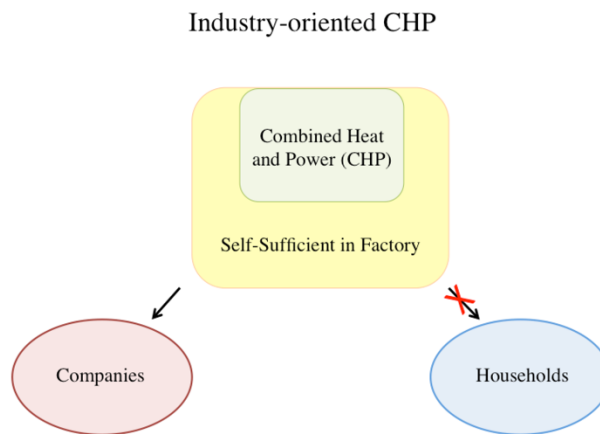 Industry-oriented CHP
Combined Heat
and Power (CHP)
Self-Sufficient in Factory
Companies
Households